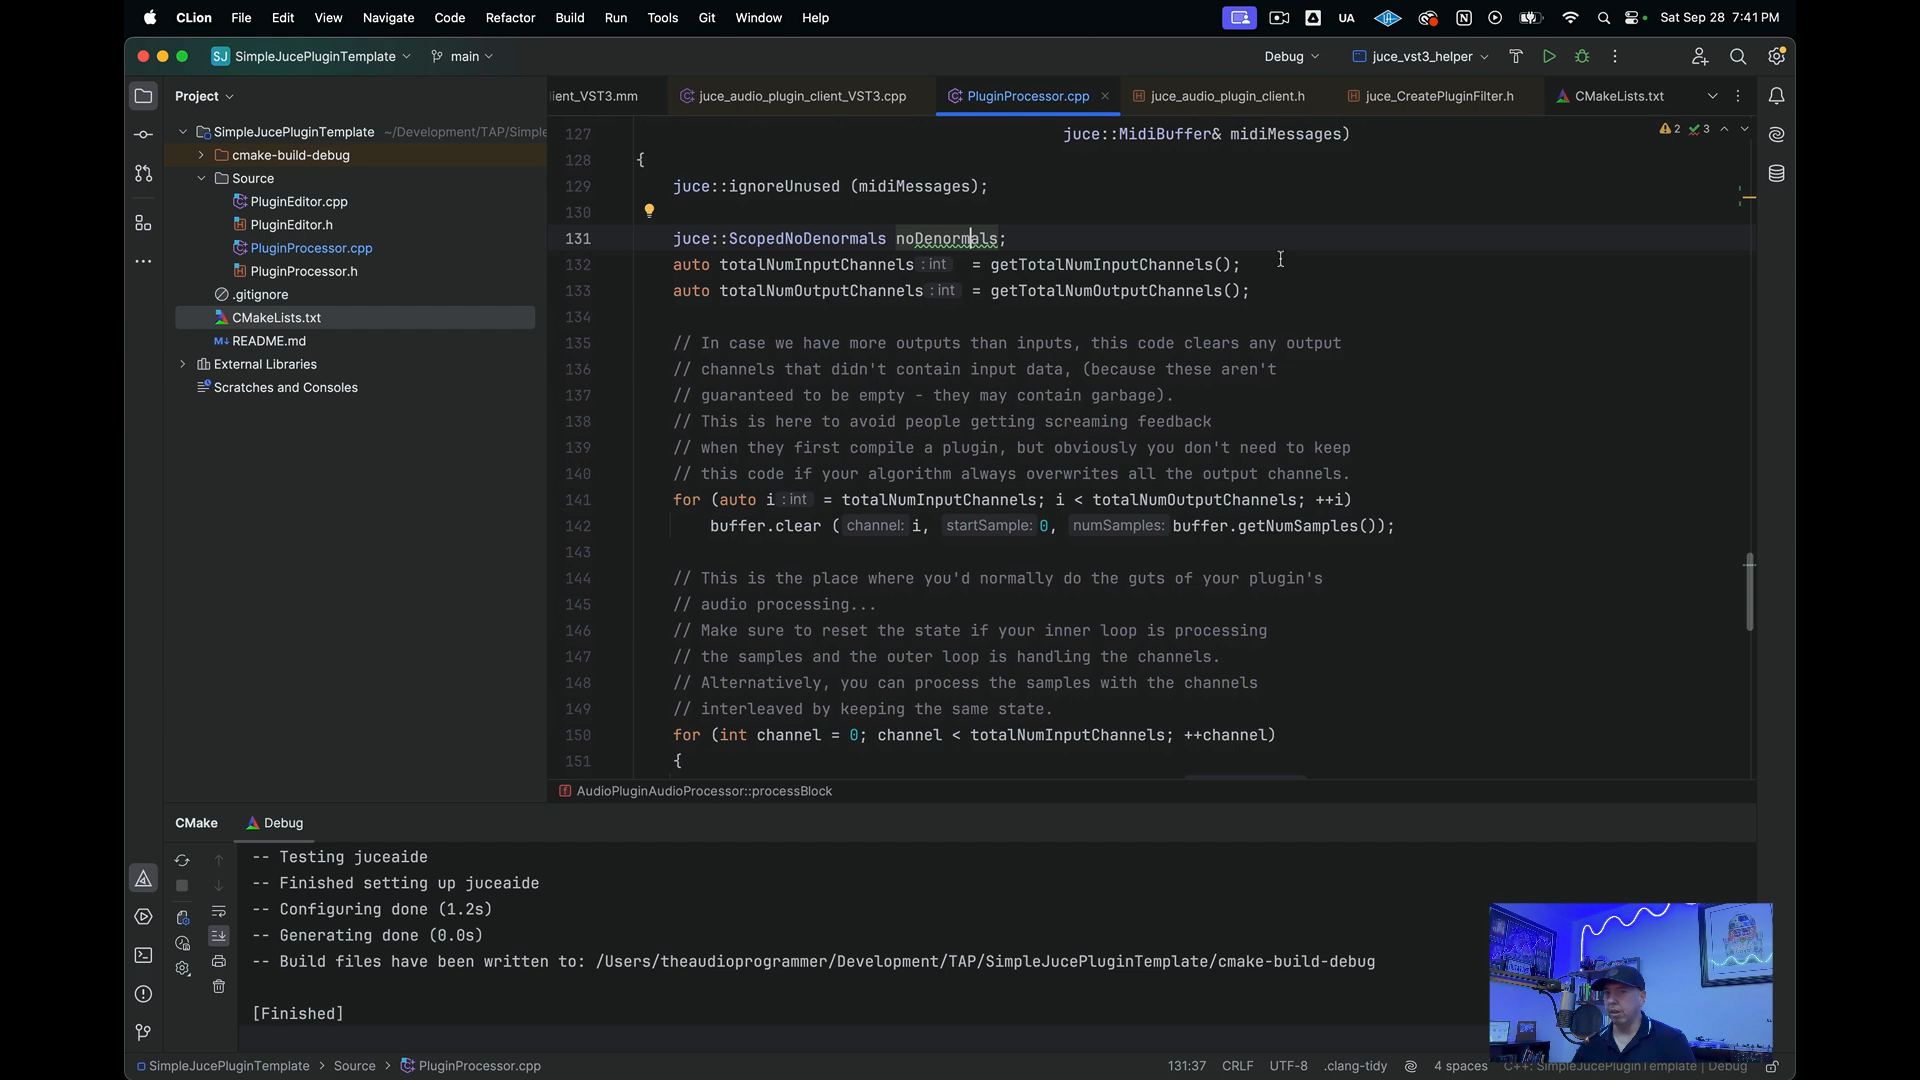 CLion File Edit View Navigate Code Refactor Build Run Tools Git Window Help UA Sat Sep 28 7:41 PM
SJ SimpleJucePluginTemplate main Debug juce_vst3_helper
Project
lient_VST3.mm juce_audio_plugin_client_VST3.cpp PluginProcessor.cpp juce_audio_plugin_client.h juce_CreatePluginFilter.h CMakeLists.txt
SimpleJucePluginTemplate ~/Development/TAP/Simple
cmake-build-debug
Source
PluginEditor.cpp
PluginEditor.h
PluginProcessor.cpp
PluginProcessor.h
.gitignore
CMakeLists.txt
README.md
External Libraries
Scratches and Consoles
2 3
127 juce::MidiBuffer& midiMessages)
128 {
129 juce::ignoreUnused (midiMessages);
130
131 juce::ScopedNoDenormals noDenormals;
132 auto totalNumInputChannels : int = getTotalNumInputChannels();
133 auto totalNumOutputChannels : int = getTotalNumOutputChannels();
134
135 // In case we have more outputs than inputs, this code clears any output
136 // channels that didn't contain input data, (because these aren't
137 // guaranteed to be empty - they may contain garbage).
138 // This is here to avoid people getting screaming feedback
139 // when they first compile a plugin, but obviously you don't need to keep
140 // this code if your algorithm always overwrites all the output channels.
141 for (auto i : int = totalNumInputChannels; i < totalNumOutputChannels; ++i)
142 buffer.clear ( channel: i, startSample: 0, numSamples: buffer.getNumSamples());
143
144 // This is the place where you'd normally do the guts of your plugin's
145 // audio processing...
146 // Make sure to reset the state if your inner loop is processing
147 // the samples and the outer loop is handling the channels.
148 // Alternatively, you can process the samples with the channels
149 // interleaved by keeping the same state.
150 for (int channel = 0; channel < totalNumInputChannels; ++channel)
151 {
f AudioPluginAudioProcessor::processBlock
CMake Debug
-- Testing juceaide
-- Finished setting up juceaide
-- Configuring done (1.2s)
-- Generating done (0.0s)
-- Build files have been written to: /Users/theaudioprogrammer/Development/TAP/SimpleJucePluginTemplate/cmake-build-debug
[Finished]
SimpleJucePluginTemplate > Source > PluginProcessor.cpp 131:37 CRLF UTF-8 .clang-tidy 4 spaces C++: SimpleJucePluginTemplate | Debug